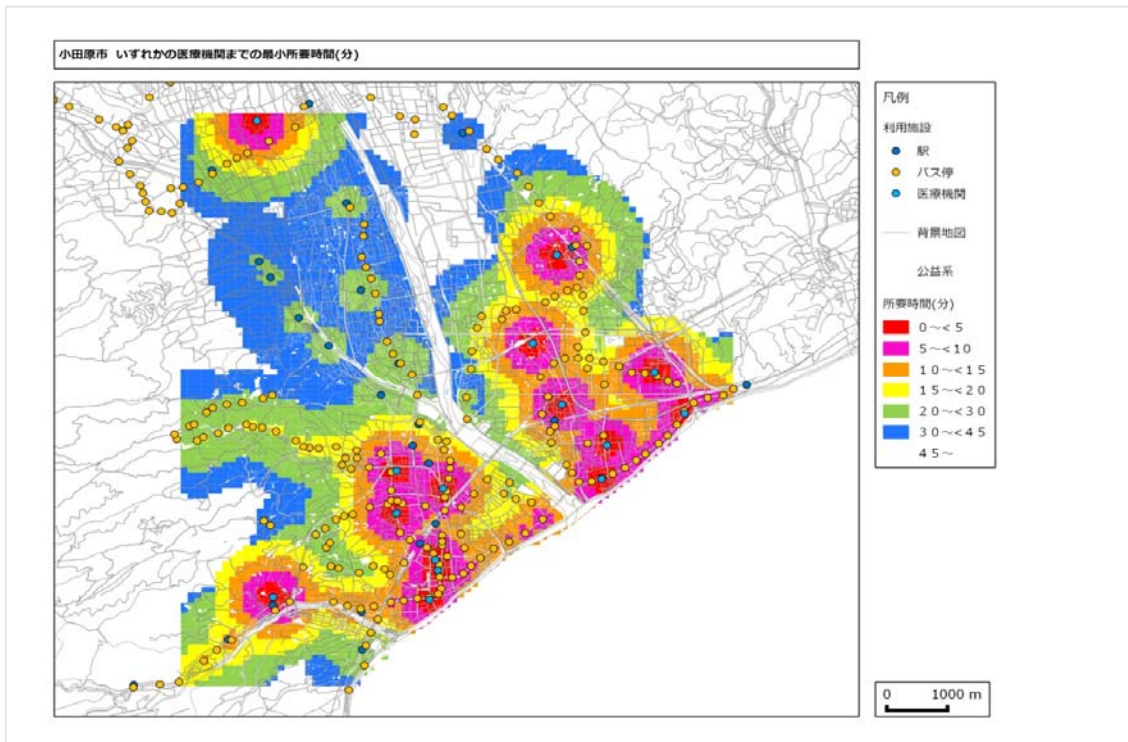 小田原市 いずれかの医療機関までの最小所要時間(分)
凡例
利用施設
駅
バス停
医療機関
背景地図
公益系
所要時間(分)
0～<5
5～<10
10～<15
15～<20
20～<30
30～<45
45～
0 1000 m